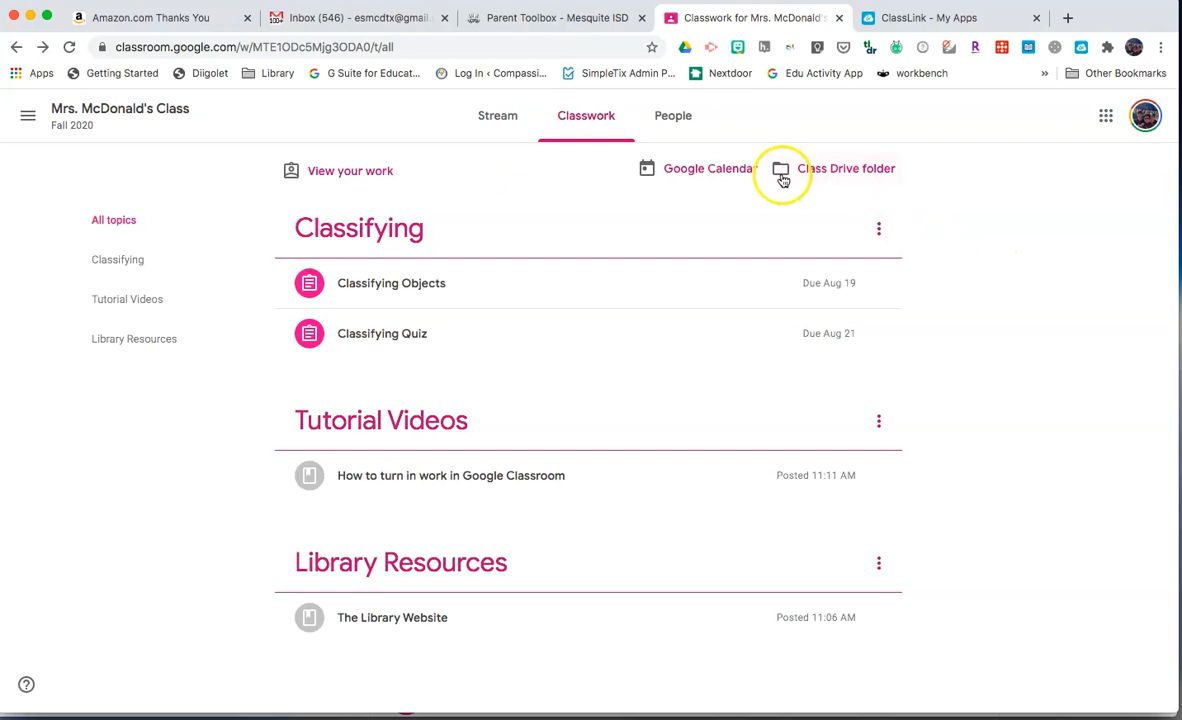 Amazon.com Thank You
Inbox (546) - esmcdtx@gmail.
Parent Toolbox - Mesquite ISD
Classwork for Mrs. McDonald's
ClassLink - My Apps
classroom.google.com/w/MTE1ODc5Mjg3ODA0/t/all
Apps
Getting Started
Diigolet
Library
G Suite for Educat...
Log In ‹ Compassi...
SimpleTix Admin P...
Nextdoor
Edu Activity App
workbench
»
Other Bookmarks
Mrs. McDonald's Class
Fall 2020
Stream
Classwork
People
View your work
Google Calendar
Class Drive folder
All topics
Classifying
Tutorial Videos
Library Resources
Classifying
Classifying Objects
Due Aug 19
Classifying Quiz
Due Aug 21
Tutorial Videos
How to turn in work in Google Classroom
Posted 11:11 AM
Library Resources
The Library Website
Posted 11:06 AM